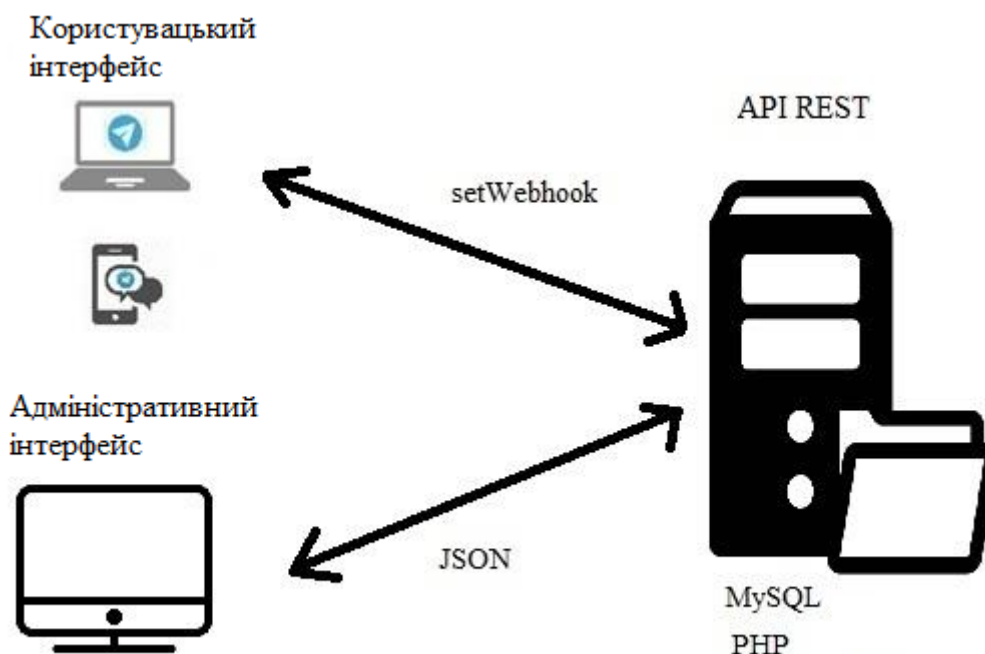 Користувацький
інтерфейс
API REST
setWebhook
Адміністративний
інтерфейс
JSON
MySQL
PHP